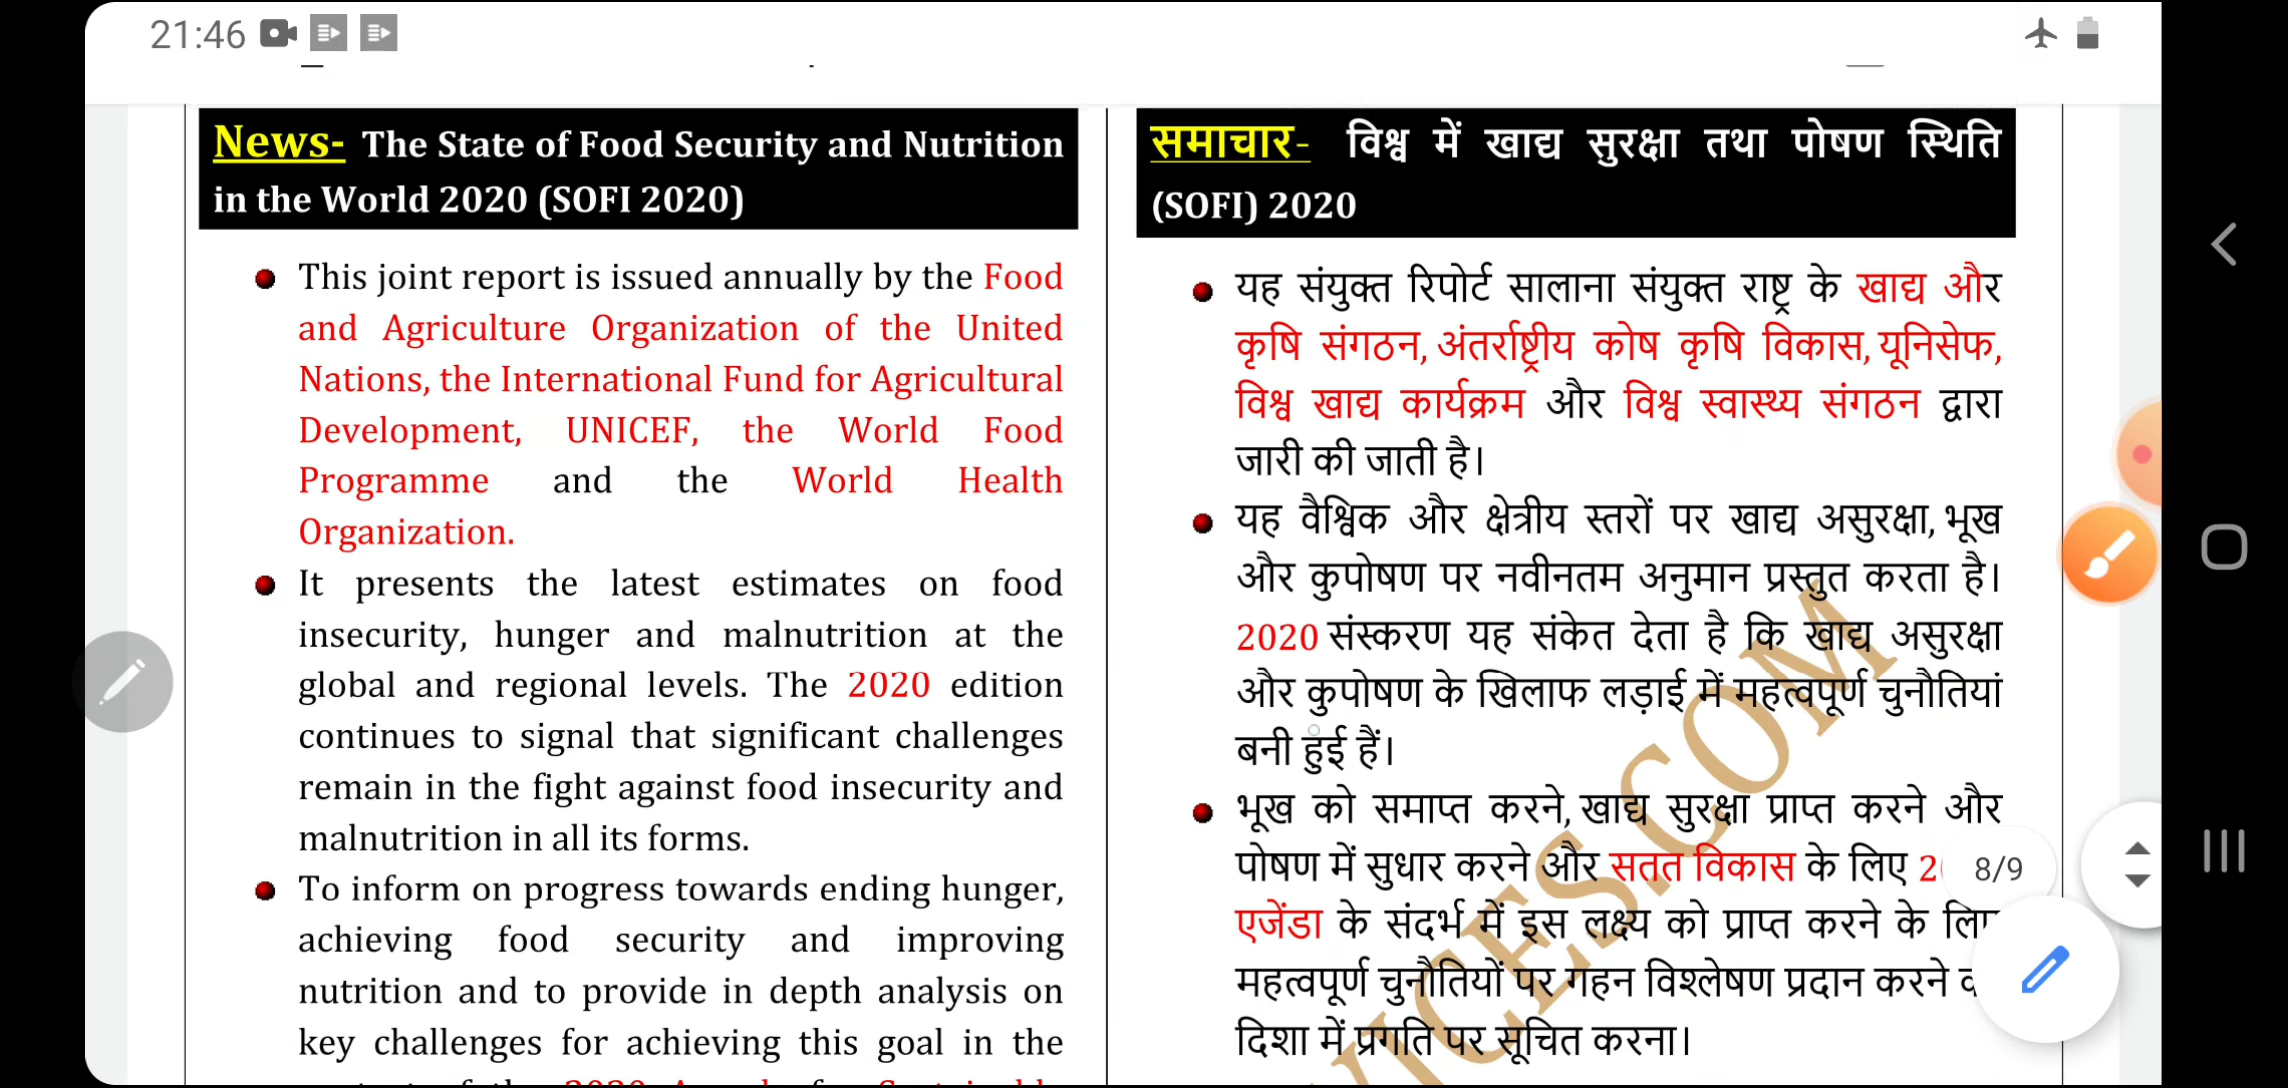 21:46
News- The State of Food Security and Nutrition
in the World 2020 (SOFI 2020)
This joint report is issued annually by the Food
and Agriculture Organization of the United
Nations, the International Fund for Agricultural
Development, UNICEF, the World Food
Programme and the World Health
Organization.
It presents the latest estimates on food
insecurity, hunger and malnutrition at the
global and regional levels. The 2020 edition
continues to signal that significant challenges
remain in the fight against food insecurity and
malnutrition in all its forms.
To inform on progress towards ending hunger,
achieving food security and improving
nutrition and to provide in depth analysis on
key challenges for achieving this goal in the
समाचार- विश्व में खाद्य सुरक्षा तथा पोषण स्थिति
(SOFI) 2020
यह संयुक्त रिपोर्ट सालाना संयुक्त राष्ट्र के खाद्य और
कृषि संगठन, अंतर्राष्ट्रीय कोष कृषि विकास, यूनिसेफ,
विश्व खाद्य कार्यक्रम और विश्व स्वास्थ्य संगठन द्वारा
जारी की जाती है।
यह वैश्विक और क्षेत्रीय स्तरों पर खाद्य असुरक्षा, भूख
और कुपोषण पर नवीनतम अनुमान प्रस्तुत करता है।
2020 संस्करण यह संकेत देता है कि खाद्य असुरक्षा
और कुपोषण के खिलाफ लड़ाई में महत्वपूर्ण चुनौतियां
बनी हुई हैं।
भूख को समाप्त करने, खाद्य सुरक्षा प्राप्त करने और
पोषण में सुधार करने और सतत विकास के लिए
एजेंडा के संदर्भ में इस लक्ष्य को प्राप्त करने के
महत्वपूर्ण चुनौतियों पर गहन विश्लेषण प्रदान करने
दिशा में प्रगति पर सूचित करना।
8/9
VICES.COM